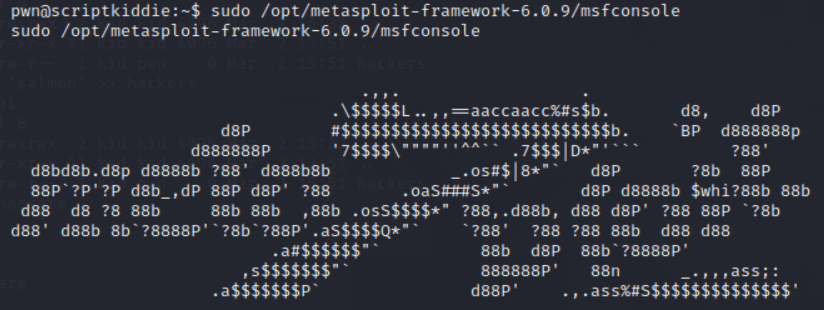 pwn@scriptkiddie:~$ sudo /opt/metasploit-framework-6.0.9/msfconsole
sudo /opt/metasploit-framework-6.0.9/msfconsole
.,,.                  .
.\$$$$$L..,,==aaccaacc%#s$b.       d8,    d8P
d8P        #$$$$$$$$$$$$$$$$$$$$$$$$$$$b.    `BP  d888888p
d888888P      '7$$$$\""""''^^`` .7$$$|D*"'```         ?88'
d8bd8b.d8p d8888b ?88' d888b8b            _.os#$|8*"`   d8P       ?8b  88P
88P`?P'?P d8b_,dP 88P d8P' ?88       .oaS###S*"`       d8P d8888b $whi?88b 88b
d88  d8 ?8 88b     88b 88b  ,88b .osS$$$$*" ?88,.d88b, d88 d8P' ?88 88P `?8b
d88' d88b 8b`?8888P'`?8b`?88P'.aS$$$$Q*"`    `?88'  ?88 ?88 88b  d88 d88
.a#$$$$$$"`          88b  d8P  88b`?8888P'
,s$$$$$$$"`         888888P'   88n      _.,,,ass;:
.a$$$$$$$P`          d88P'    .,.ass%#S$$$$$$$$$$$$$$'